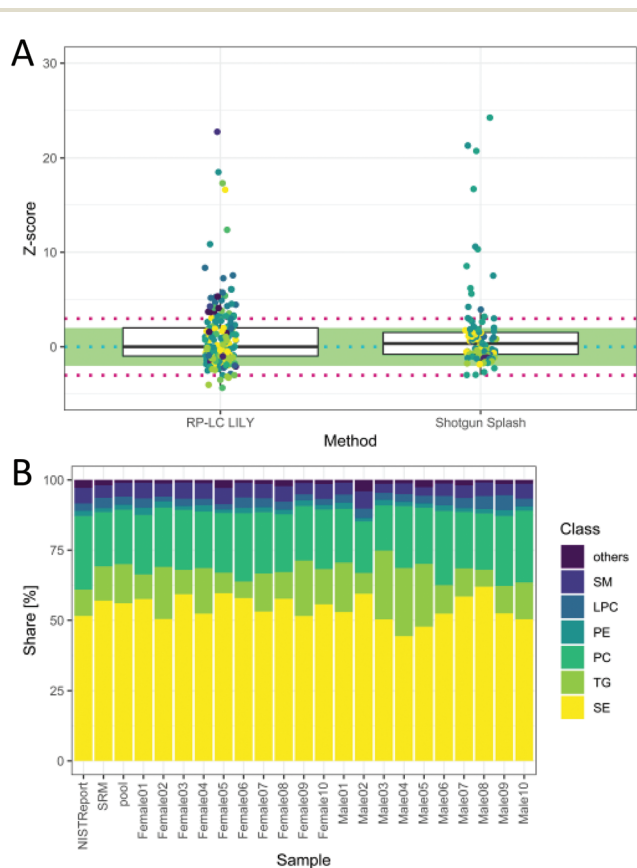 A
30
20
10
0
Z-score
RP-LC LILY
Shotgun Splash
Method
B
100
75
50
25
0
Share [%]
NISTReport
SRM
pool
Female01
Female02
Female03
Female04
Female05
Female06
Female07
Female08
Female09
Female10
Male01
Male02
Male03
Male04
Male05
Male06
Male07
Male08
Male09
Male10
Sample
Class
others
SM
LPC
PE
PC
TG
SE